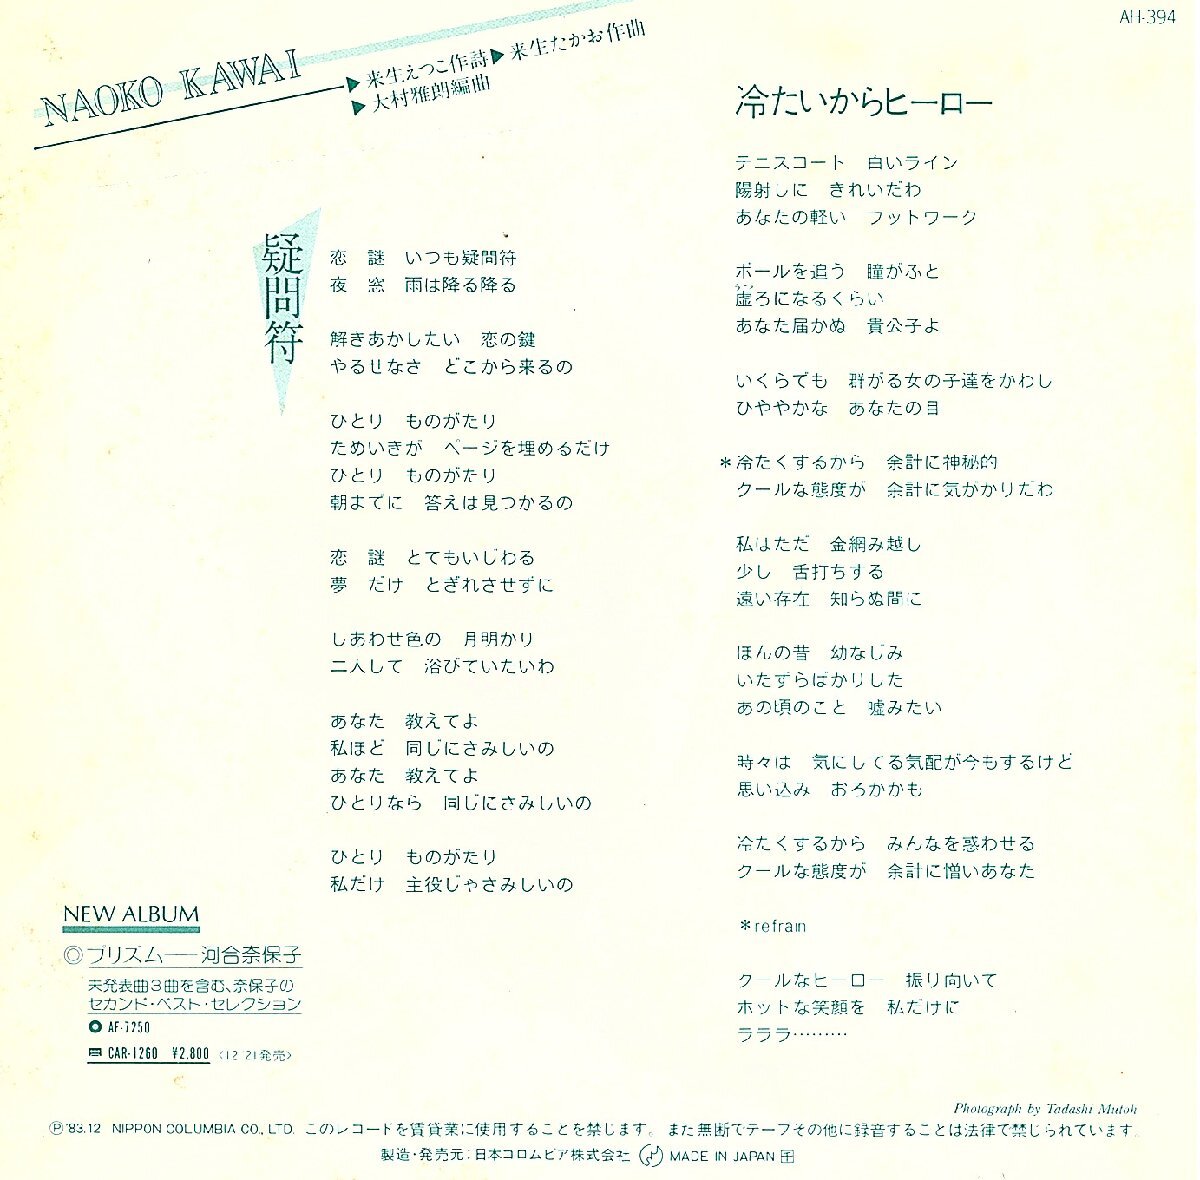 AH-394
NAOKO KAWAI
▶来生えつこ作詩▶来生たかお作曲
▶大村雅朗編曲
疑問符
恋　謎　いつも疑問符
夜　窓　雨は降る降る
解きあかしたい　恋の鍵
やるせなさ　どこから来るの
ひとり　ものがたり
ためいきが　ページを埋めるだけ
ひとり　ものがたり
朝までに　答えは見つかるの
恋　謎　とてもいじわる
夢　だけ　とぎれさせずに
しあわせ色の　月明かり
二人して　浴びていたいわ
あなた　教えてよ
私ほど　同じにさみしいの
あなた　教えてよ
ひとりなら　同じにさみしいの
ひとり　ものがたり
私だけ　主役じゃさみしいの
冷たいからヒーロー
テニスコート　白いライン
陽射しに　きれいだわ
あなたの軽い　フットワーク
ボールを追う　瞳がふと
虚ろになるくらい
あなた届かぬ　貴公子よ
いくらでも　群がる女の子達をかわし
ひややかな　あなたの目
＊冷たくするから　余計に神秘的
クールな態度が　余計に気がかりだわ
私はただ　金網み越し
少し　舌打ちする
遠い存在　知らぬ間に
ほんの昔　幼なじみ
いたずらばかりした
あの頃のこと　嘘みたい
時々は　気にしてる気配が今もするけど
思い込み　おろかかも
冷たくするから　みんなを惑わせる
クールな態度が　余計に憎いあなた
＊refrain
クールなヒーロー　振り向いて
ホットな笑顔を　私だけに
ラララ………
NEW ALBUM
◎プリズム——河合奈保子
未発表曲3曲を含む、奈保子の
セカンド・ベスト・セレクション
AF-7250
CAR-1260　¥2,800　〈12・21発売〉
Photograph by Tadashi Mutoh
Ⓟ'83.12 NIPPON COLUMBIA CO., LTD. このレコードを賃貸業に使用することを禁じます。また無断でテープその他に録音することは法律で禁じられています。
製造・発売元：日本コロムビア株式会社 MADE IN JAPAN